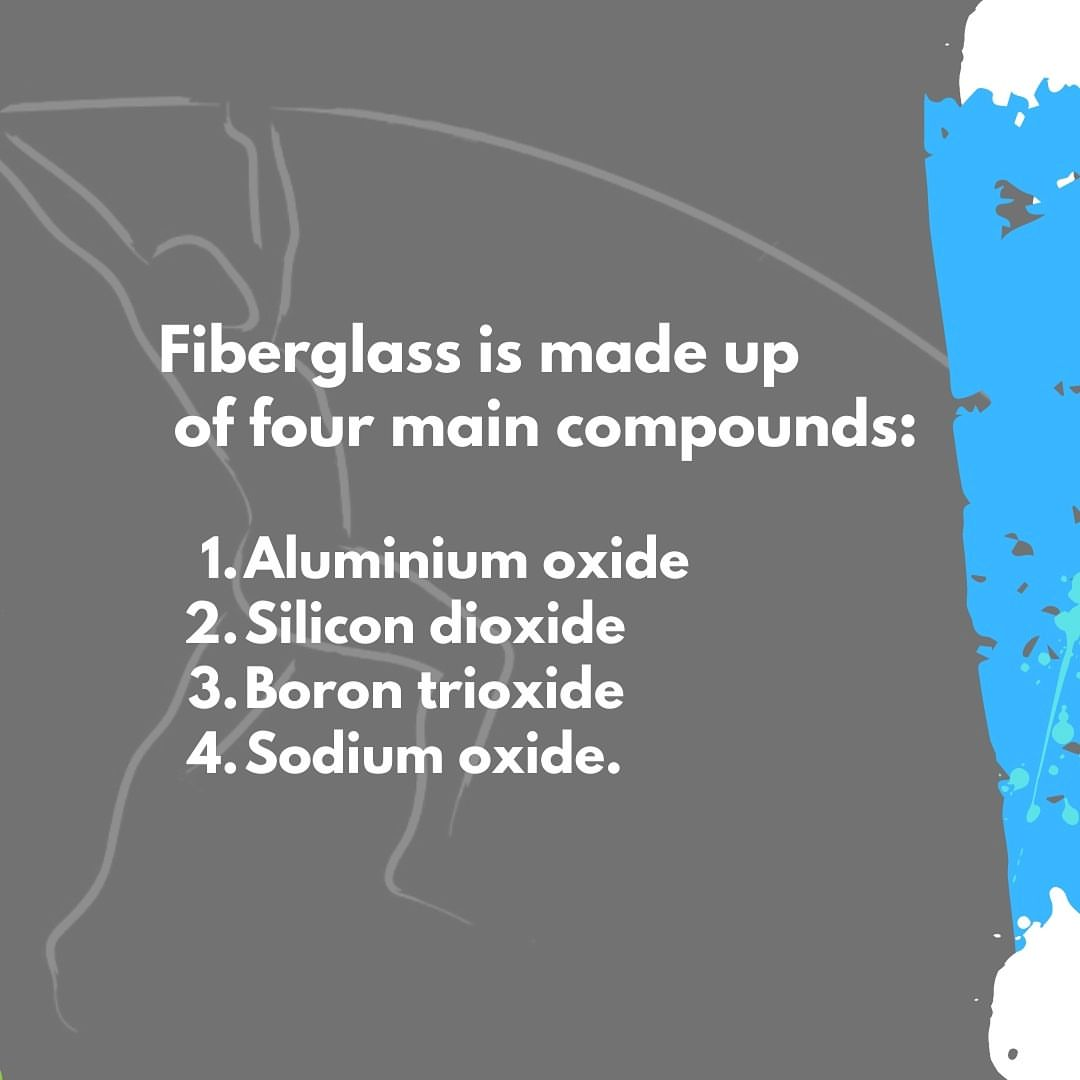 Fiberglass is made up
of four main compounds:
1. Aluminium oxide
2. Silicon dioxide
3. Boron trioxide
4. Sodium oxide.